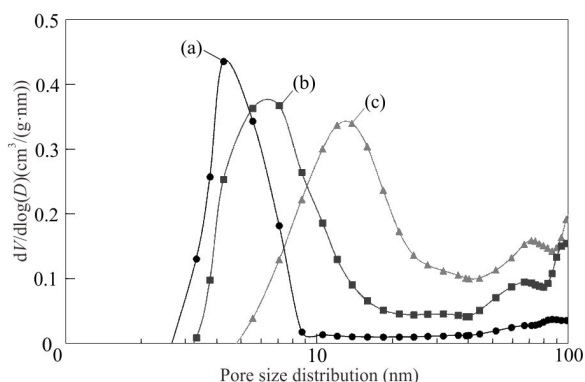 0.5
(a)
0.4
(b)
(c)
0.3
0.2
0.1
0
0
10
100
dV/dlog(D)(cm³/(g·nm))
Pore size distribution (nm)